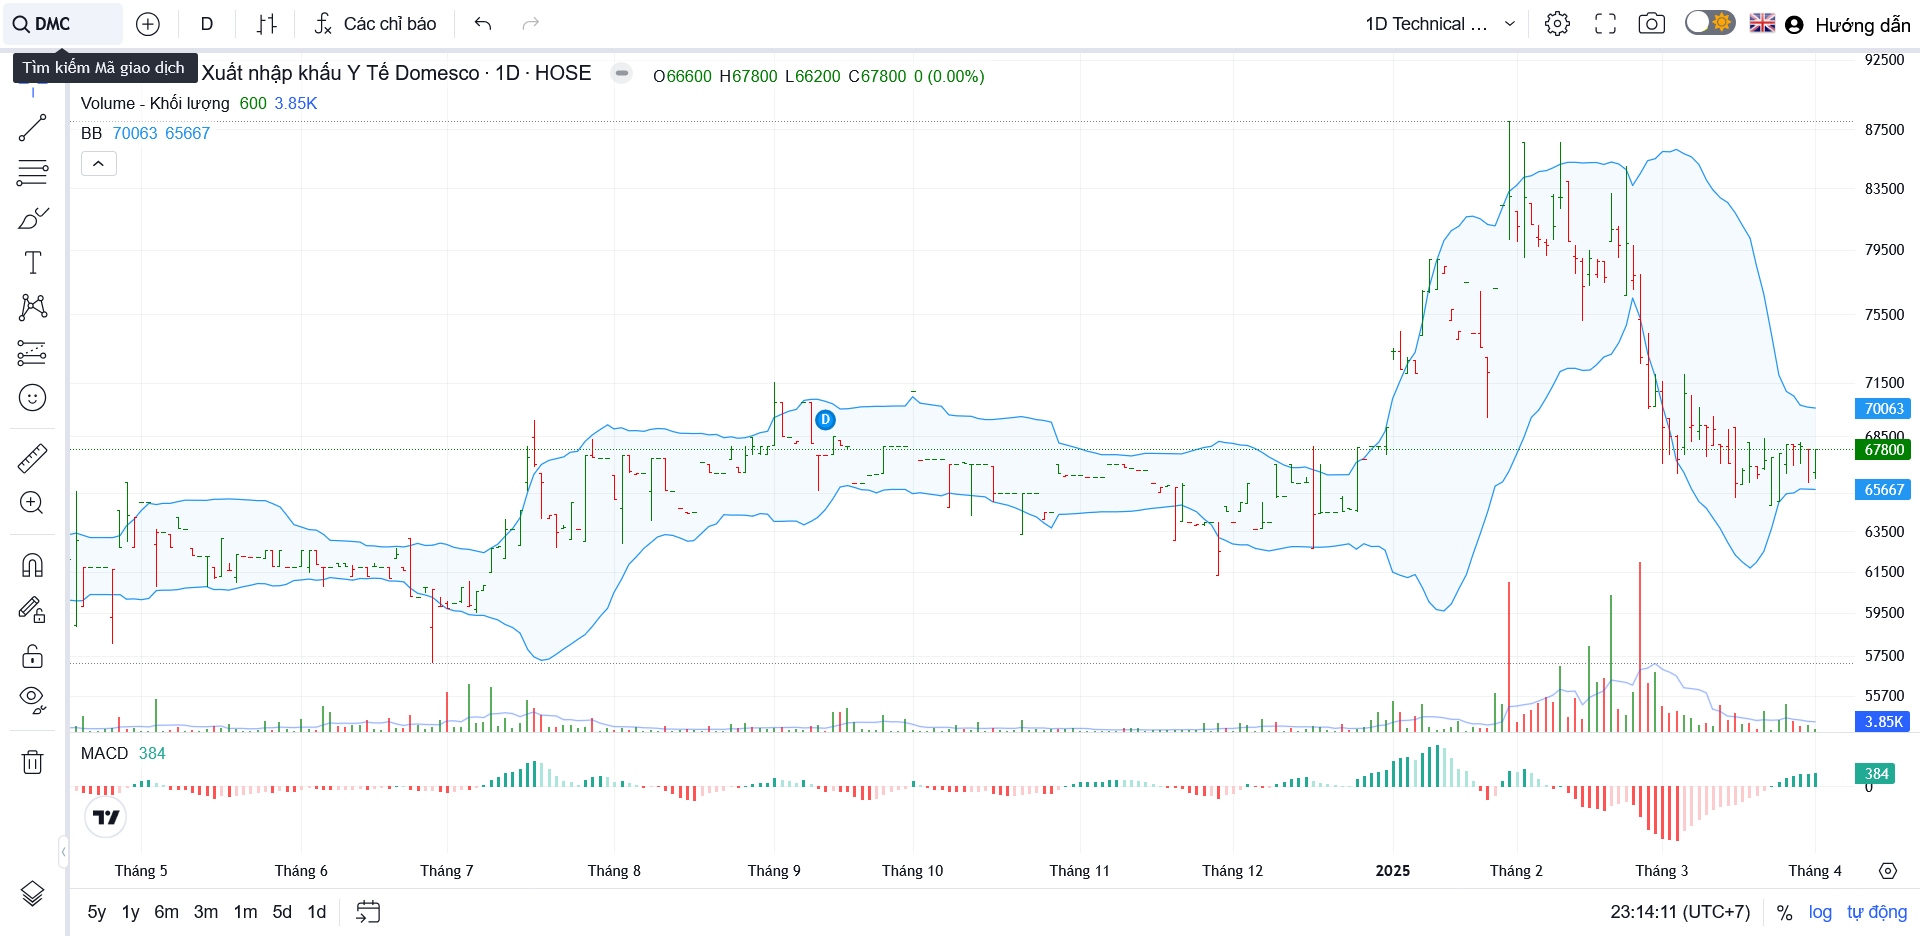 DMC
D
Các chỉ báo
1D Technical ...
Hướng dẫn
Tìm kiếm Mã giao dịch
Xuất nhập khẩu Y Tế Domesco · 1D · HOSE
O66600 H67800 L66200 C67800 0 (0.00%)
Volume - Khối lượng 600 3.85K
BB 70063 65667
92500
87500
83500
79500
75500
71500
70063
68500
67800
65667
63500
61500
59500
57500
55700
3.85K
D
MACD 384
384
0
Tháng 5 Tháng 6 Tháng 7 Tháng 8 Tháng 9 Tháng 10 Tháng 11 Tháng 12 2025 Tháng 2 Tháng 3 Tháng 4
5y 1y 6m 3m 1m 5d 1d
23:14:11 (UTC+7) % log tự động